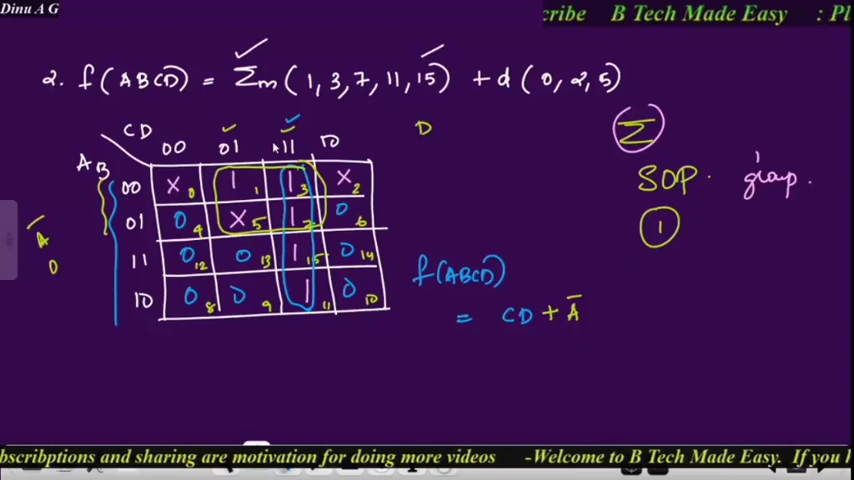 Dinu A G
cribe B Tech Made Easy : Pl
2. f(ABCD) = Σm(1,3,7,11,15) + d(0,2,5)
CD
00 01 11 10
D
Σ
AB
00 X 0 1 1 1 3 X 2
SOP. group.
01 0 4 X 5 1 7 0 6
1
A̅
D
11 0 12 0 13 1 15 0 14
f(ABCD)
10 0 8 0 9 1 11 0 10
= CD + A̅
bscribptions and sharing are motivation for doing more videos -Welcome to B Tech Made Easy. If you h